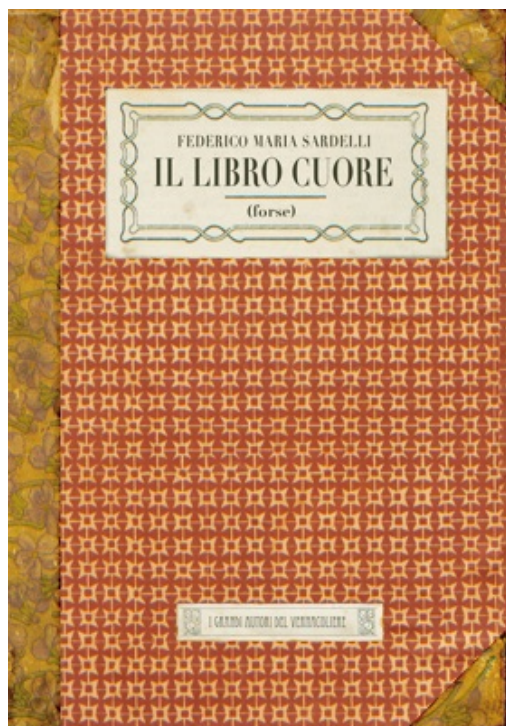 FEDERICO MARIA SARDELLI
IL LIBRO CUORE
(forse)
I GRANDI AUTORI DEL VERNACOLIERE